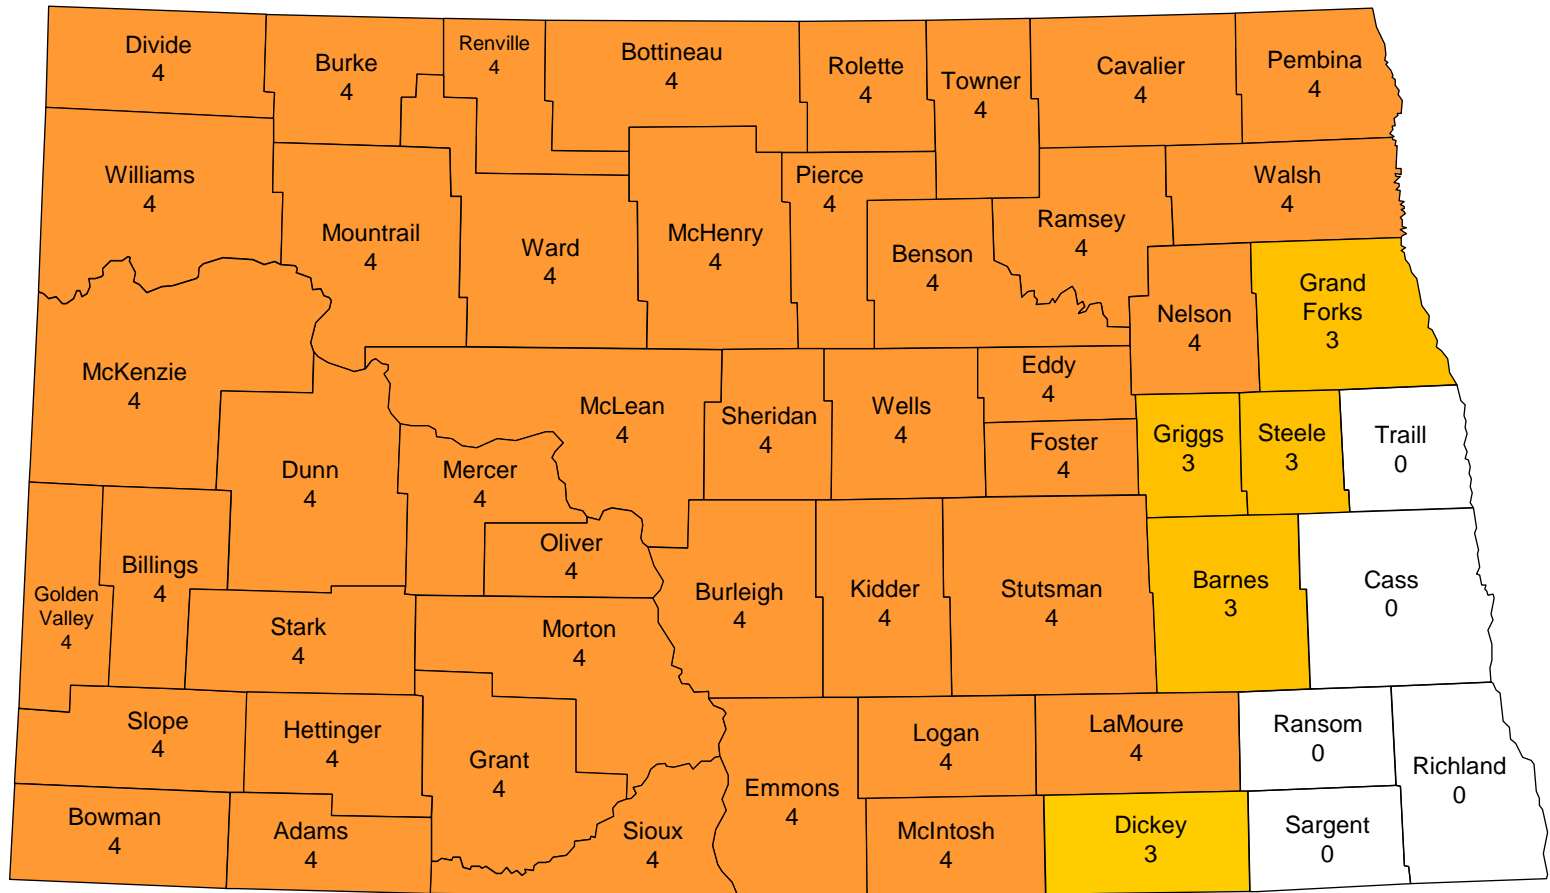 Divide
4
Burke
4
Renville
4
Bottineau
4
Rolette
4
Towner
4
Cavalier
4
Pembina
4
Williams
4
Mountrail
4
Ward
4
McHenry
4
Pierce
4
Benson
4
Ramsey
4
Walsh
4
Nelson
4
Grand
Forks
3
McKenzie
4
Dunn
4
McLean
4
Sheridan
4
Wells
4
Eddy
4
Foster
4
Griggs
3
Steele
3
Traill
0
Mercer
4
Oliver
4
Golden
Valley
4
Billings
4
Stark
4
Morton
4
Burleigh
4
Kidder
4
Stutsman
4
Barnes
3
Cass
0
Slope
4
Hettinger
4
Grant
4
Emmons
4
Logan
4
LaMoure
4
Ransom
0
Richland
0
Bowman
4
Adams
4
Sioux
4
McIntosh
4
Dickey
3
Sargent
0